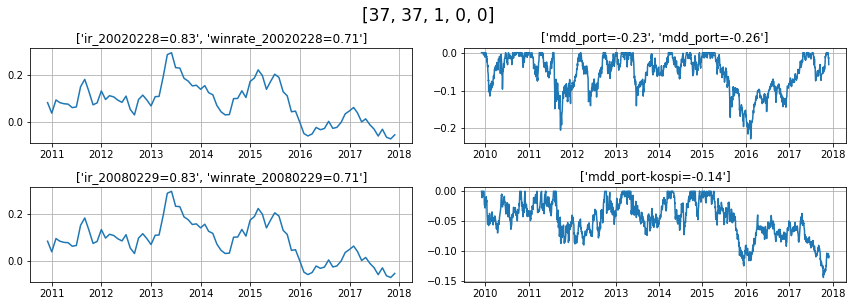 [37, 37, 1, 0, 0]
['ir_20020228=0.83', 'winrate_20020228=0.71']
0.2
0.0
2011 2012 2013 2014 2015 2016 2017 2018
['mdd_port=-0.23', 'mdd_port=-0.26']
0.0
−0.1
−0.2
2010 2011 2012 2013 2014 2015 2016 2017 2018
['ir_20080229=0.83', 'winrate_20080229=0.71']
0.2
0.0
2011 2012 2013 2014 2015 2016 2017 2018
['mdd_port-kospi=-0.14']
0.00
−0.05
−0.10
−0.15
2010 2011 2012 2013 2014 2015 2016 2017 2018